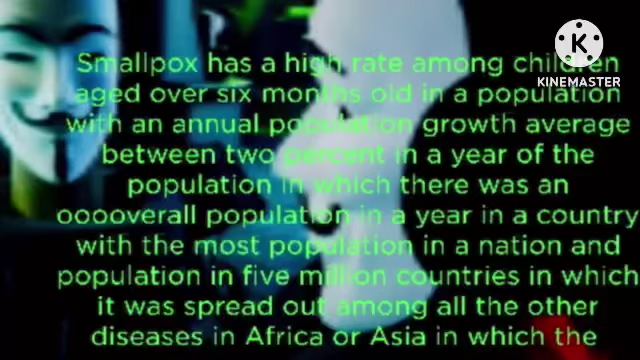 KINEMASTER
Smallpox has a high rate among children
aged over six months old in a population
with an annual population growth average
between two percent in a year of the
population in which there was an
ooooverall population in a year in a country
with the most population in a nation and
population in five million countries in which
it was spread out among all the other
diseases in Africa or Asia in which the